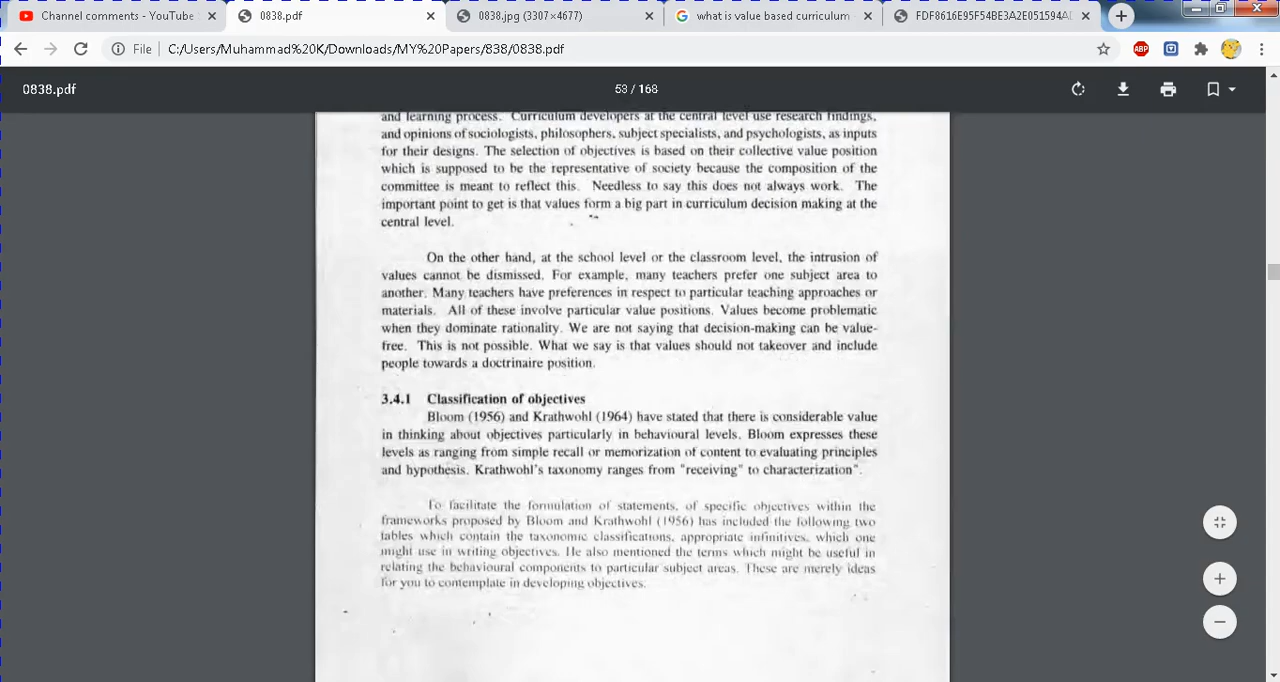 Channel comments - YouTube
0838.pdf
0838.jpg (3307×4677)
what is value based curriculum
FDF8616E95F54BE3A2E051594A
File
C:/Users/Muhammad%20K/Downloads/MY%20Papers/838/0838.pdf
ABP
0838.pdf
53 / 168
and learning process. Curriculum developers at the central level use research findings,
and opinions of sociologists, philosophers, subject specialists, and psychologists, as inputs
for their designs. The selection of objectives is based on their collective value position
which is supposed to be the representative of society because the composition of the
committee is meant to reflect this. Needless to say this does not always work. The
important point to get is that values form a big part in curriculum decision making at the
central level.
On the other hand, at the school level or the classroom level, the intrusion of
values cannot be dismissed. For example, many teachers prefer one subject area to
another. Many teachers have preferences in respect to particular teaching approaches or
materials. All of these involve particular value positions. Values become problematic
when they dominate rationality. We are not saying that decision-making can be value-
free. This is not possible. What we say is that values should not takeover and include
people towards a doctrinaire position.
3.4.1 Classification of objectives
Bloom (1956) and Krathwohl (1964) have stated that there is considerable value
in thinking about objectives particularly in behavioural levels. Bloom expresses these
levels as ranging from simple recall or memorization of content to evaluating principles
and hypothesis. Krathwohl's taxonomy ranges from "receiving" to characterization".
To facilitate the formulation of statements, of specific objectives within the
frameworks proposed by Bloom and Krathwohl (1956) has included the following two
tables which contain the taxonomic classifications, appropriate infinitives, which one
might use in writing objectives. He also mentioned the terms which might be useful in
relating the behavioural components to particular subject areas. These are merely ideas
for you to contemplate in developing objectives.